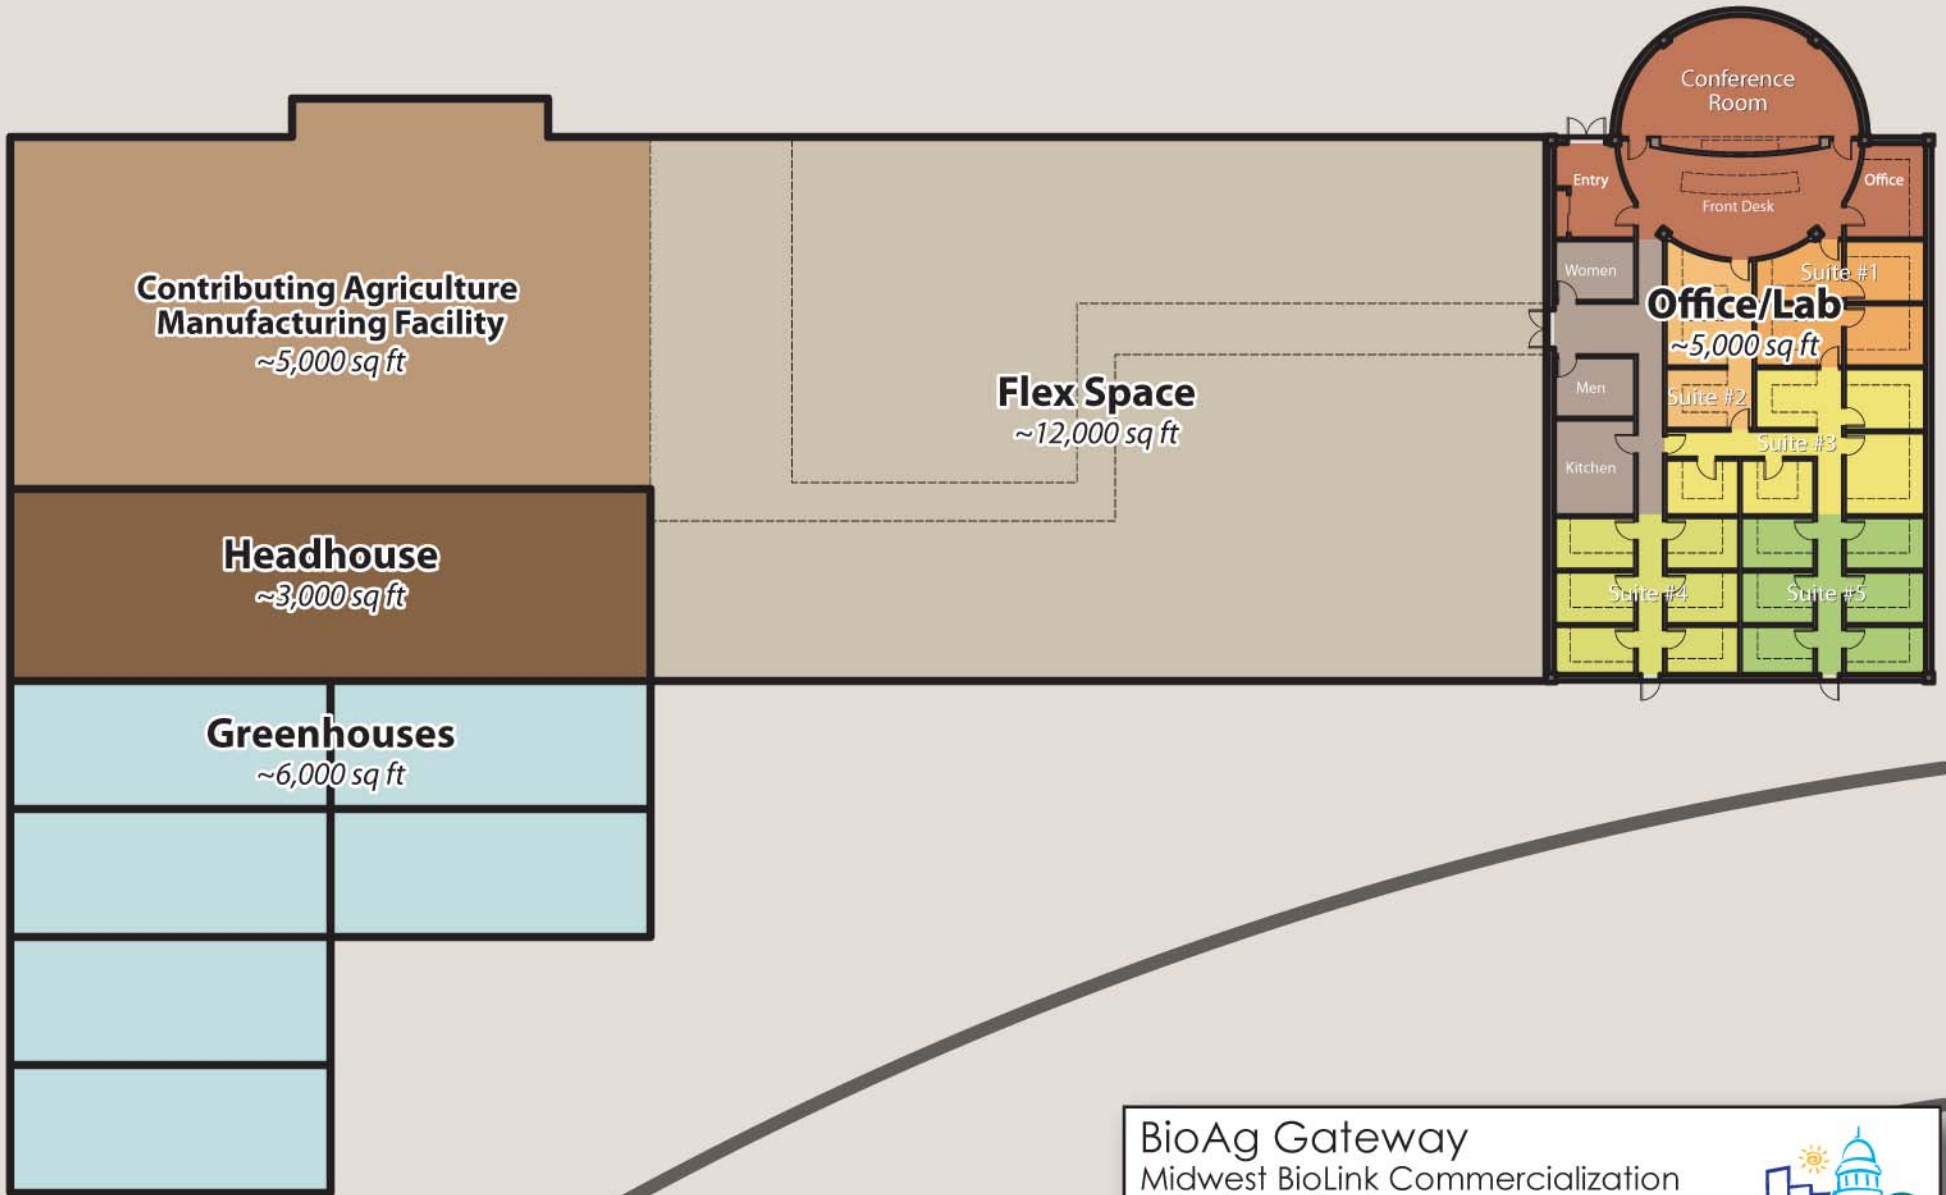 Conference
Room
Entry
Office
Front Desk
Women
Suite #1
Contributing Agriculture
Manufacturing Facility
~5,000 sq ft
Office/Lab
~5,000 sq ft
Flex Space
~12,000 sq ft
Men
Suite #2
Suite #3
Kitchen
Headhouse
~3,000 sq ft
Suite #4
Suite #5
Greenhouses
~6,000 sq ft
BioAg Gateway
Midwest BioLink Commercialization